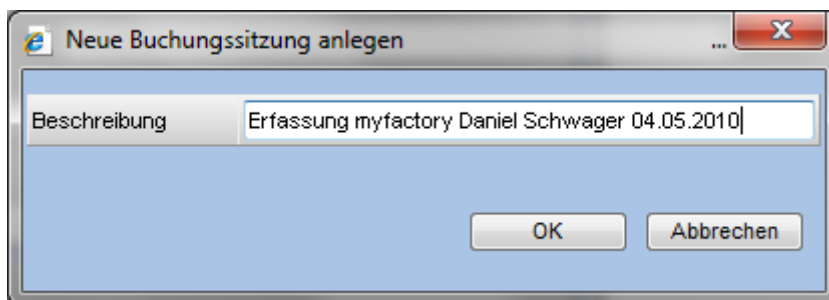 Neue Buchungssitzung anlegen ...
Beschreibung Erfassung myfactory Daniel Schwager 04.05.2010
OK Abbrechen